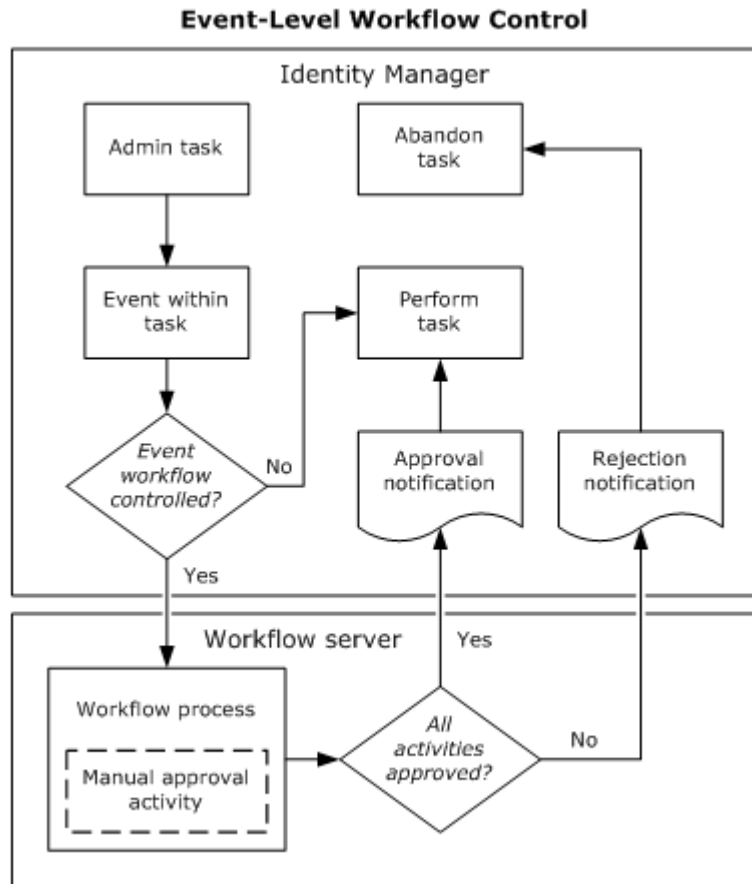 Event-Level Workflow Control
Identity Manager
Admin task
Abandon
task
Event within
task
Perform
task
Event
workflow
controlled?
No
Approval
notification
Rejection
notification
Yes
Workflow server
Yes
Workflow process
Manual approval
activity
All
activities
approved?
No